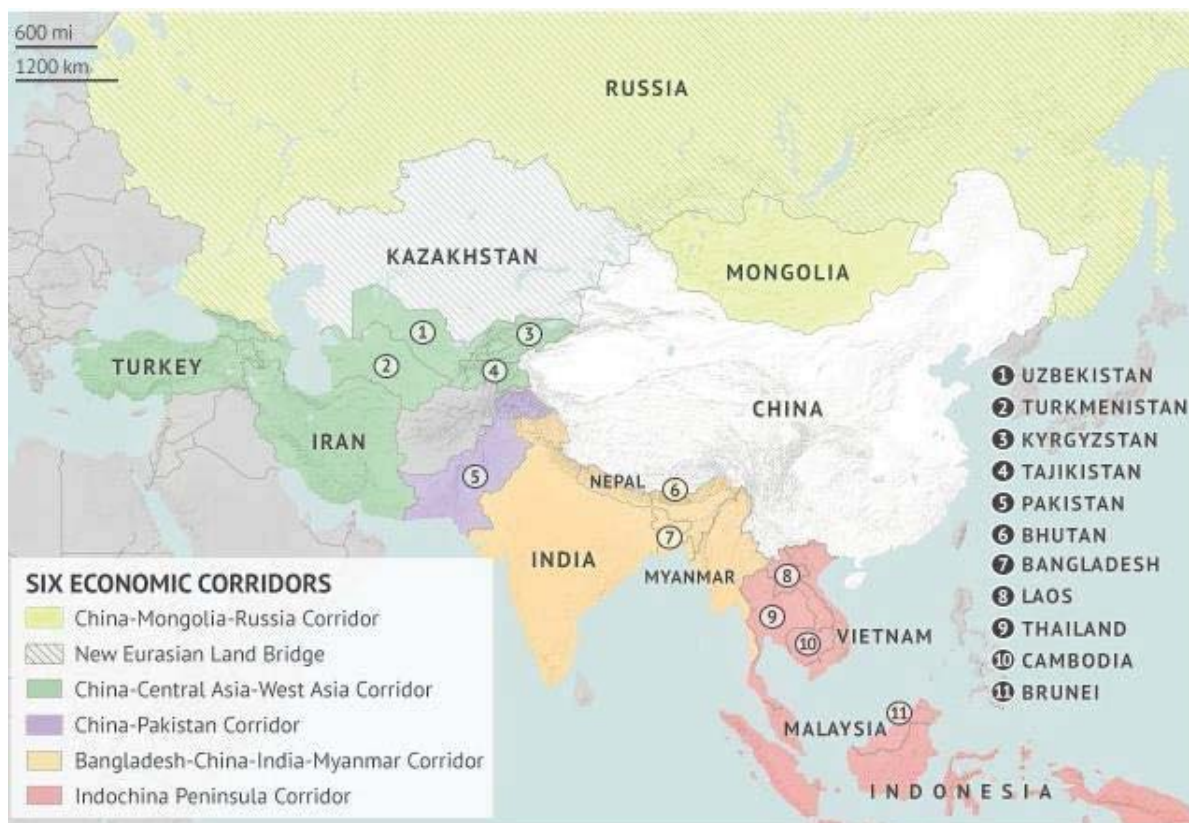 600 mi
1200 km
RUSSIA
KAZAKHSTAN
MONGOLIA
1
3
2
4
TURKEY
CHINA
IRAN
5
NEPAL
6
7
INDIA
MYANMAR
8
9
10
VIETNAM
MALAYSIA
11
INDONESIA
1 UZBEKISTAN
2 TURKMENISTAN
3 KYRGYZSTAN
4 TAJIKISTAN
5 PAKISTAN
6 BHUTAN
7 BANGLADESH
8 LAOS
9 THAILAND
10 CAMBODIA
11 BRUNEI
SIX ECONOMIC CORRIDORS
China-Mongolia-Russia Corridor
New Eurasian Land Bridge
China-Central Asia-West Asia Corridor
China-Pakistan Corridor
Bangladesh-China-India-Myanmar Corridor
Indochina Peninsula Corridor